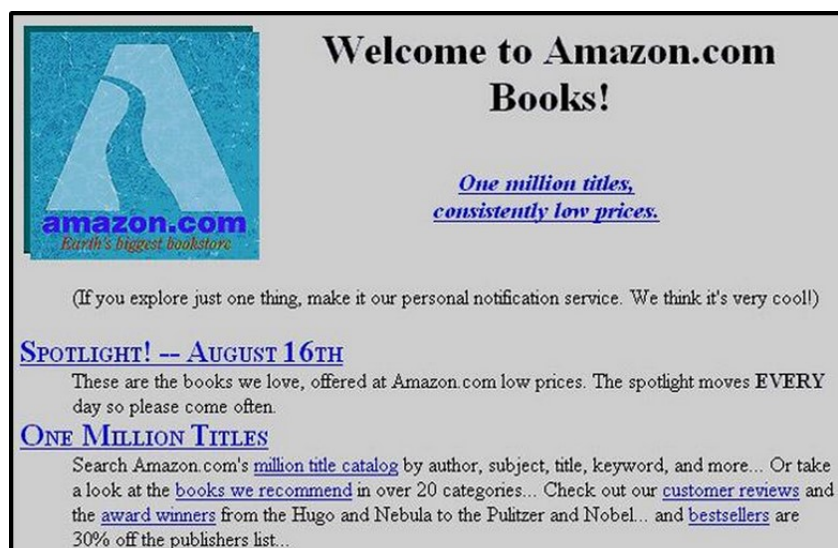 Welcome to Amazon.com
Books!
One million titles,
consistently low prices.
amazon.com
Earth's biggest bookstore
(If you explore just one thing, make it our personal notification service. We think it's very cool!)
SPOTLIGHT! -- AUGUST 16TH
These are the books we love, offered at Amazon.com low prices. The spotlight moves EVERY
day so please come often.
ONE MILLION TITLES
Search Amazon.com's million title catalog by author, subject, title, keyword, and more... Or take
a look at the books we recommend in over 20 categories... Check out our customer reviews and
the award winners from the Hugo and Nebula to the Pulitzer and Nobel... and bestsellers are
30% off the publishers list...